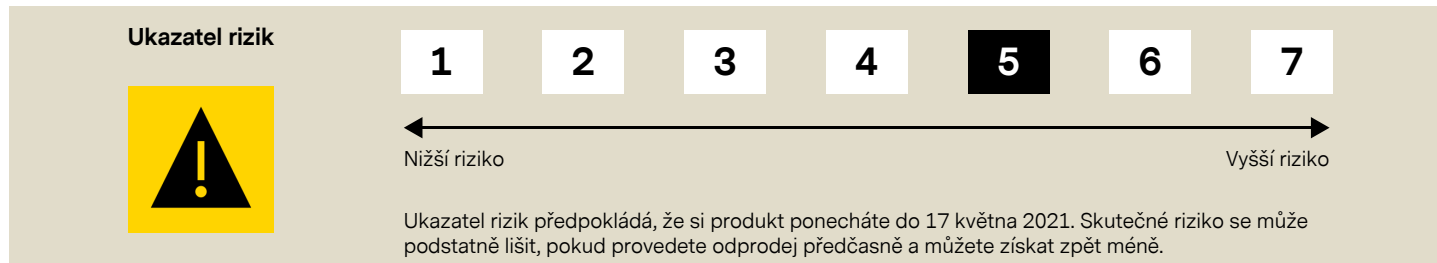 Ukazatel rizik
1 2 3 4 5 6 7
Nižší riziko Vyšší riziko
Ukazatel rizik předpokládá, že si produkt ponecháte do 17 května 2021. Skutečné riziko se může
podstatně lišit, pokud provedete odprodej předčasně a můžete získat zpět méně.